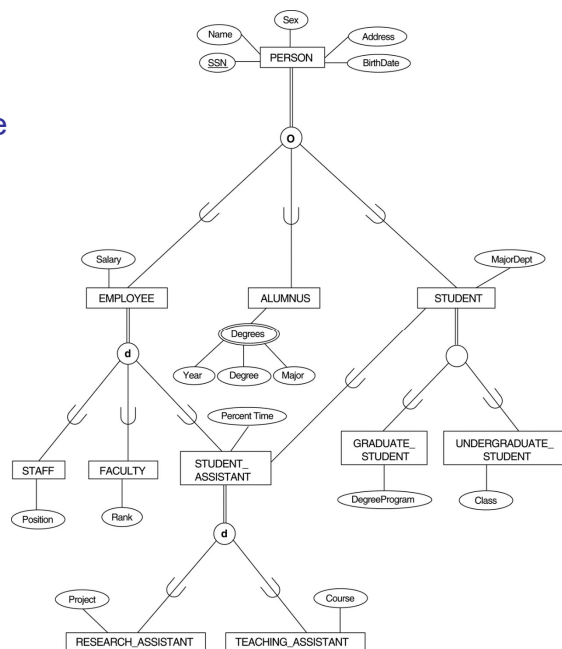 e
Sex
Name
Address
SSN
PERSON
BirthDate
O
Salary
MajorDept
EMPLOYEE
ALUMNUS
STUDENT
Degrees
d
Year
Degree
Major
Percent Time
STAFF
FACULTY
STUDENT_
ASSISTANT
GRADUATE_
STUDENT
UNDERGRADUATE_
STUDENT
Position
Rank
DegreeProgram
Class
d
Project
Course
RESEARCH_ASSISTANT
TEACHING_ASSISTANT